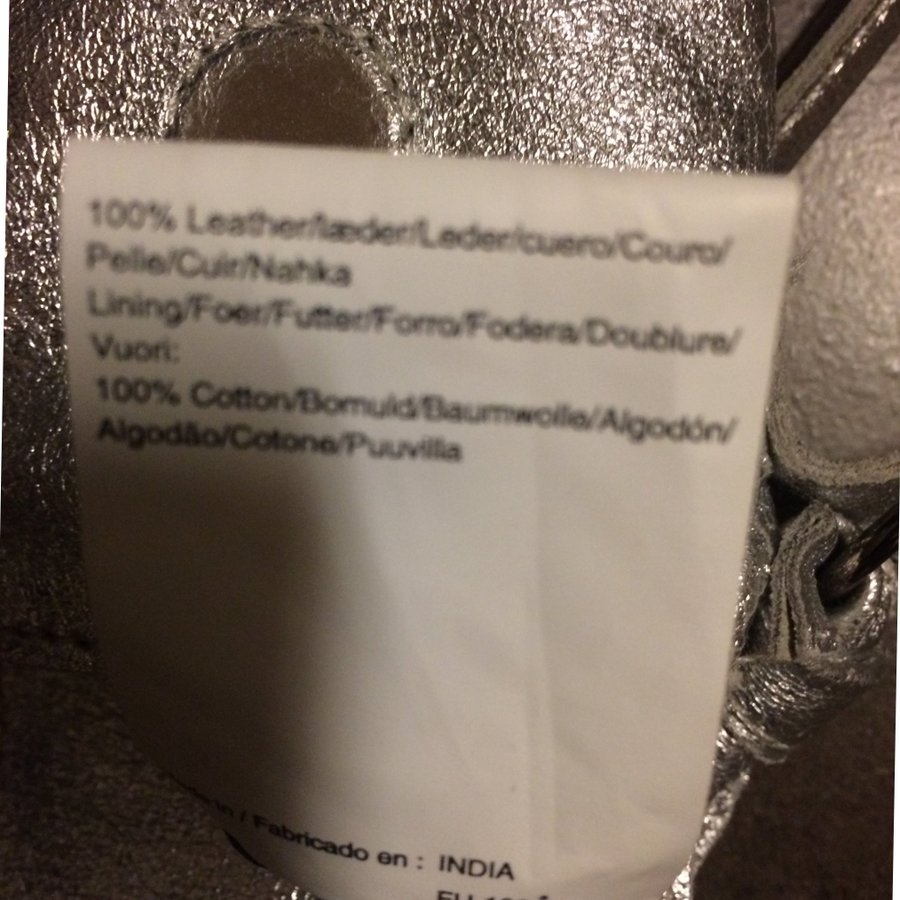 100% Leather/læder/Leder/cuero/Couro/
Pelle/Cuir/Nahka
Lining/Foer/Futter/Forro/Fodera/Doublure/
Vuori:
100% Cotton/Bomuld/Baumwolle/Algodón/
Algodão/Cotone/Puuvilla
/ Fabricado en : INDIA